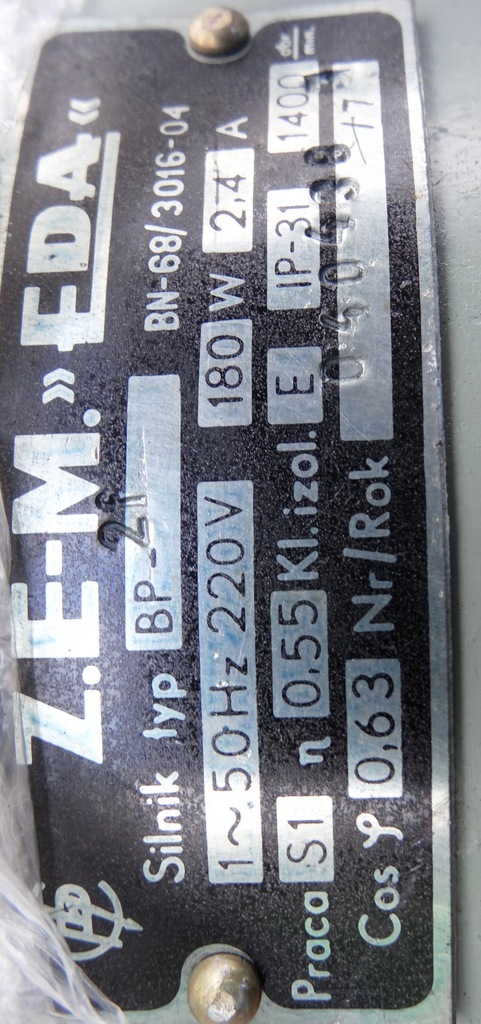 Z.E-M. »EDA«
Silnik typ BP-21 BN-68/3016-04
1~50Hz 220V 180 W 2,4 A
Praca S1 η 0,55 Kl. izol. E IP-31 1400 obr/min.
Cos φ 0,63 Nr/Rok